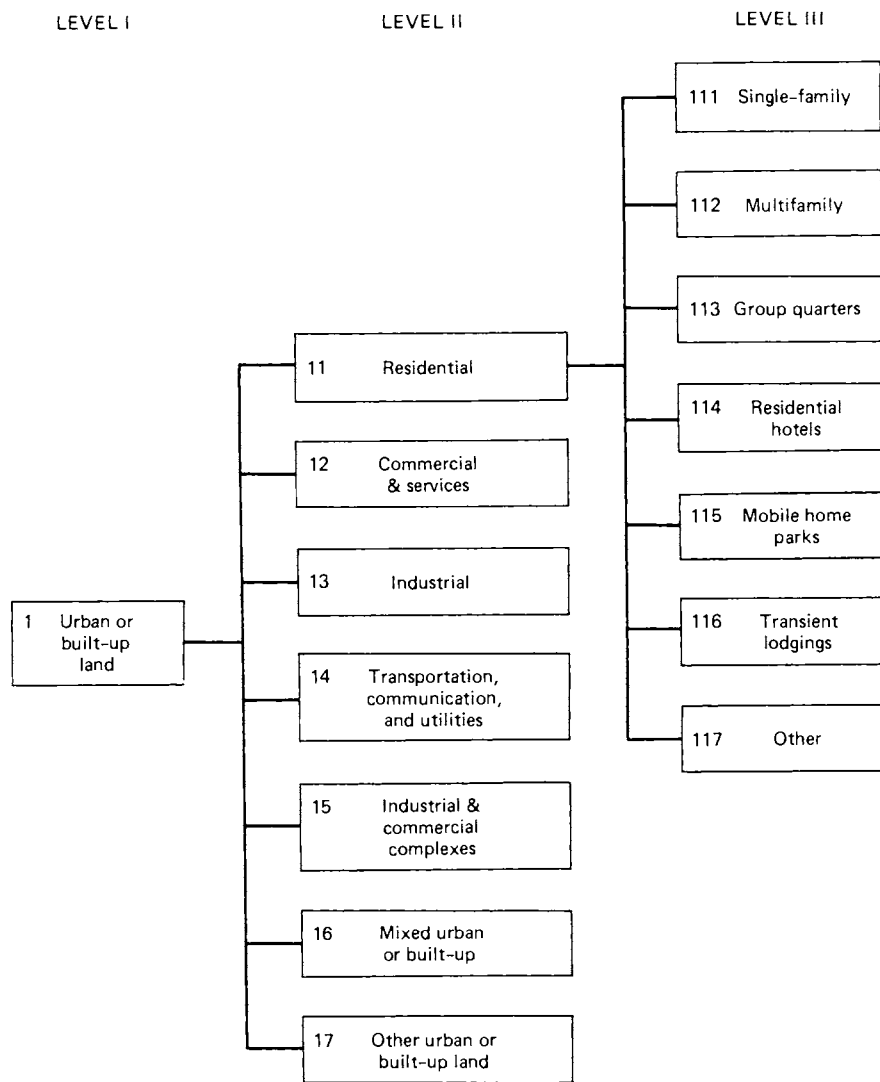 LEVEL I
LEVEL II
LEVEL III
1 Urban or
built-up
land
11 Residential
12 Commercial
& services
13 Industrial
14 Transportation,
communication,
and utilities
15 Industrial &
commercial
complexes
16 Mixed urban
or built-up
17 Other urban or
built-up land
111 Single-family
112 Multifamily
113 Group quarters
114 Residential
hotels
115 Mobile home
parks
116 Transient
lodgings
117 Other